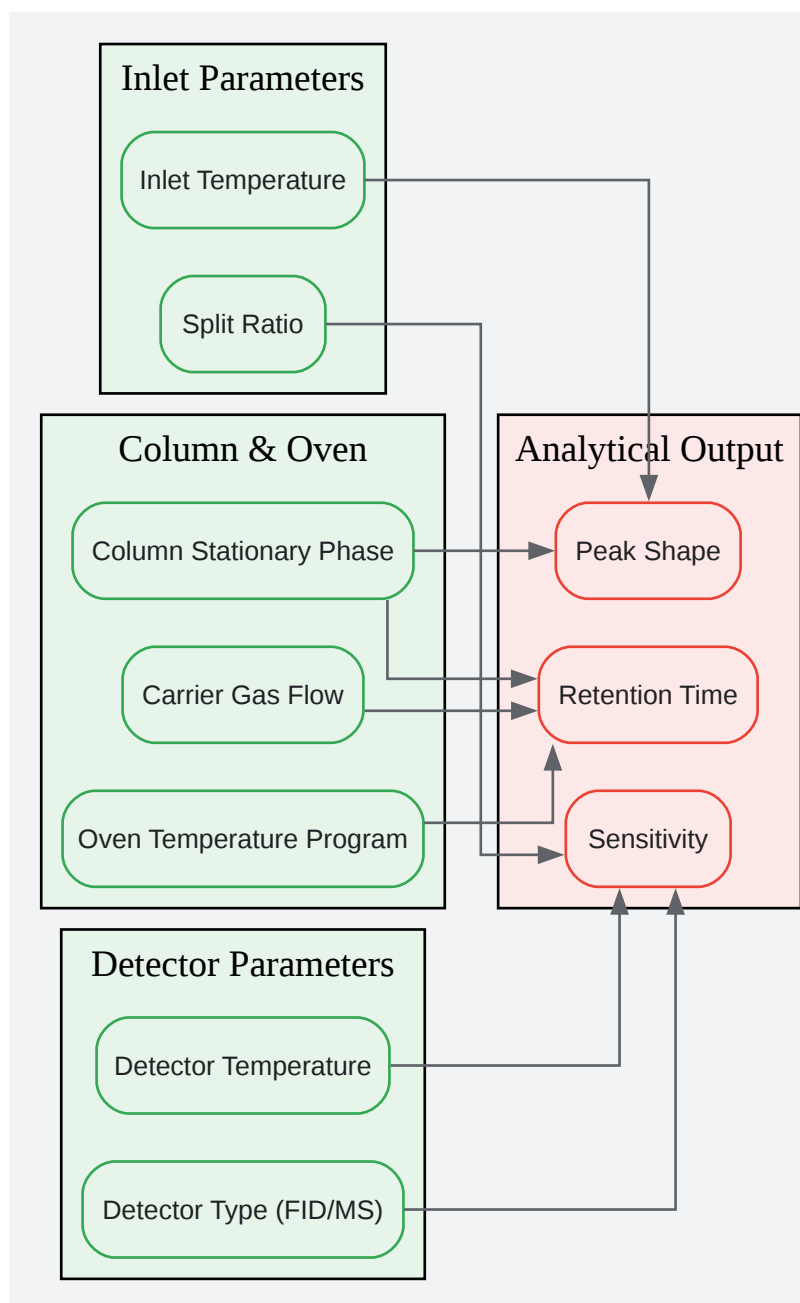 Inlet Parameters
Inlet Temperature
Split Ratio
Column & Oven
Column Stationary Phase
Carrier Gas Flow
Oven Temperature Program
Analytical Output
Peak Shape
Retention Time
Sensitivity
Detector Parameters
Detector Temperature
Detector Type (FID/MS)